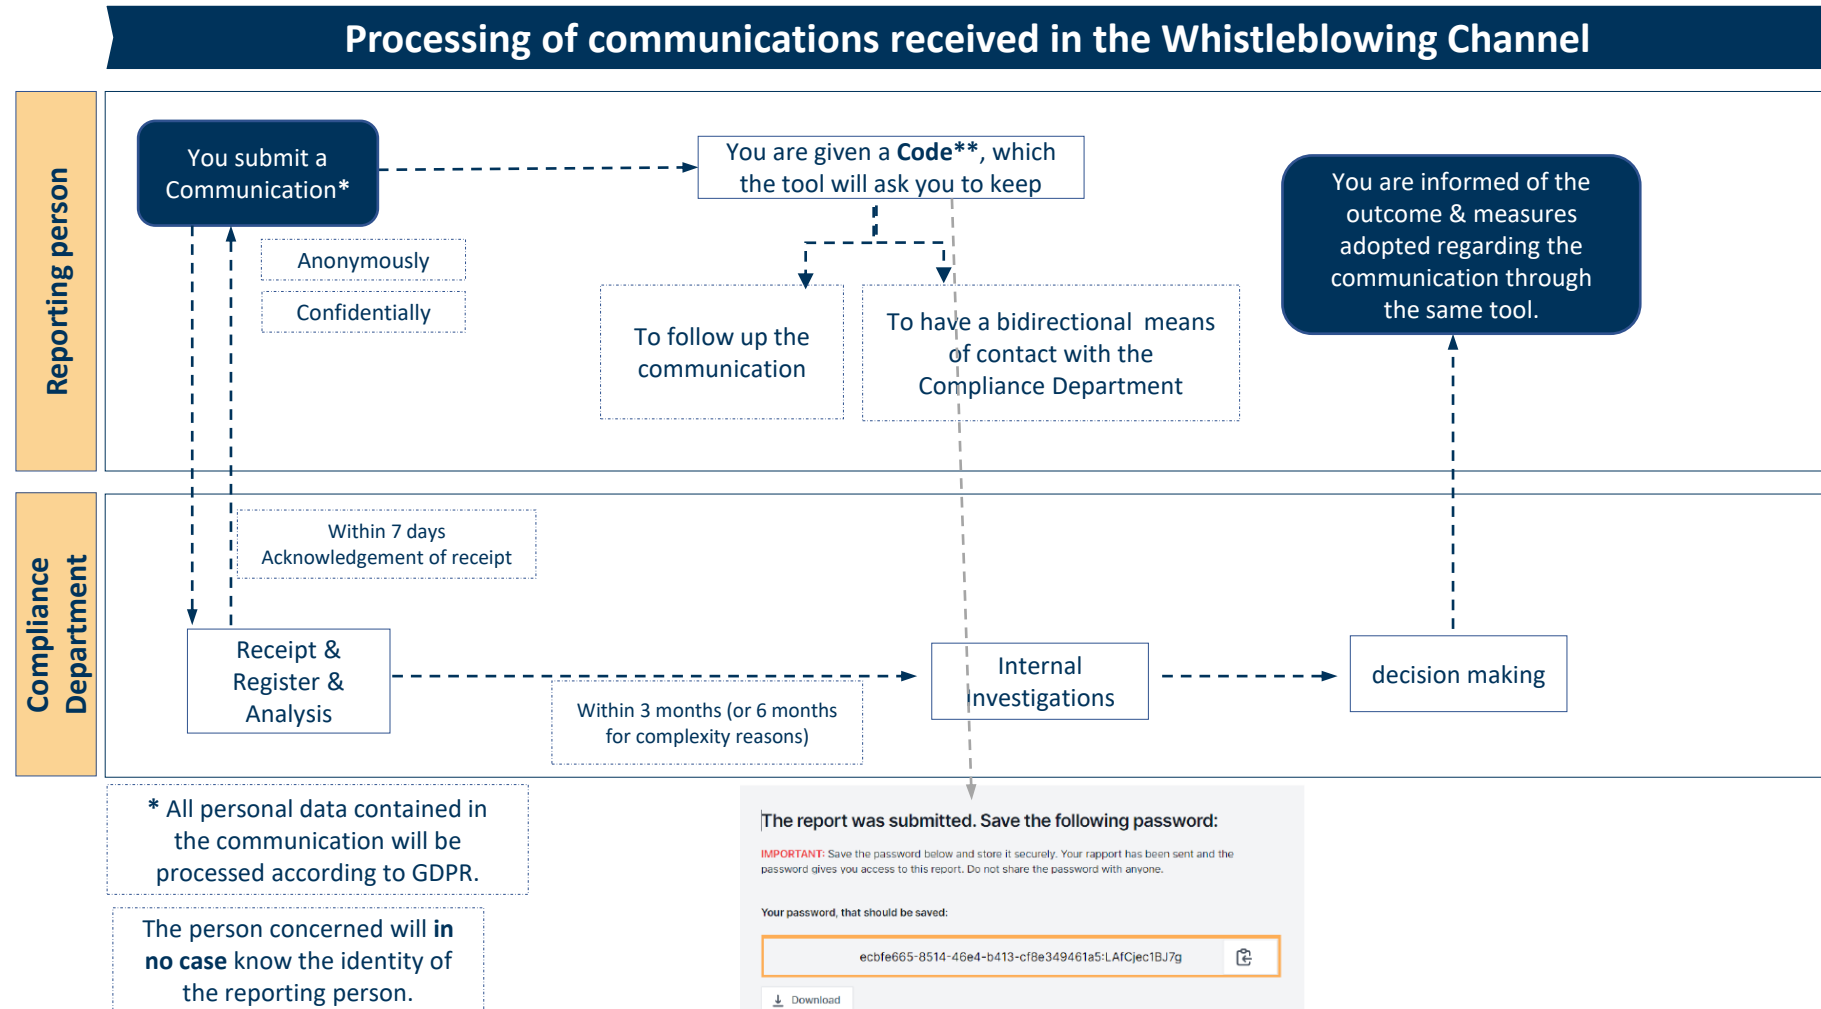 Processing of communications received in the Whistleblowing Channel
Reporting person
You submit a
Communication*
Anonymously
Confidentially
You are given a Code**, which
the tool will ask you to keep
To follow up the
communication
To have a bidirectional means
of contact with the
Compliance Department
You are informed of the
outcome & measures
adopted regarding the
communication through
the same tool.
Compliance
Department
Within 7 days
Acknowledgement of receipt
Receipt &
Register &
Analysis
Within 3 months (or 6 months
for complexity reasons)
Internal
Investigations
decision making
* All personal data contained in
the communication will be
processed according to GDPR.
The person concerned will in
no case know the identity of
the reporting person.
The report was submitted. Save the following password:
IMPORTANT: Save the password below and store it securely. Your rapport has been sent and the
password gives you access to this report. Do not share the password with anyone.
Your password, that should be saved:
ecbfe665-8514-46e4-b413-cf8e349461a5:LAfCjec1BJ7g
Download